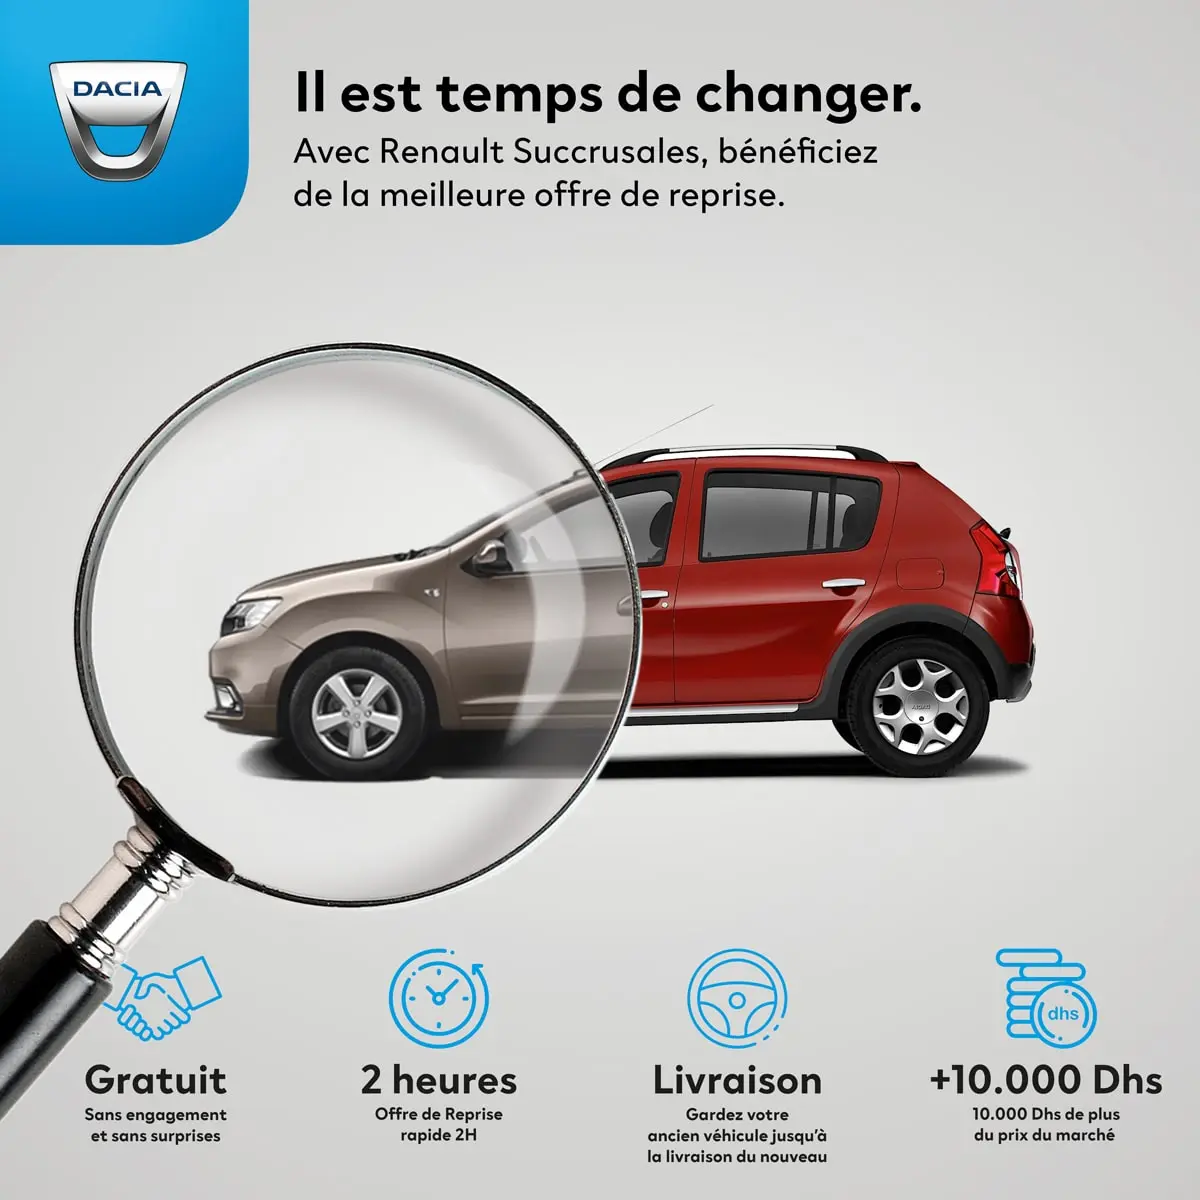 DACIA
Il est temps de changer.
Avec Renault Succrusales, bénéficiez
de la meilleure offre de reprise.
dhs
Gratuit
Sans engagement
et sans surprises
2 heures
Offre de Reprise
rapide 2H
Livraison
Gardez votre
ancien véhicule jusqu'à
la livraison du nouveau
+10.000 Dhs
10.000 Dhs de plus
du prix du marché